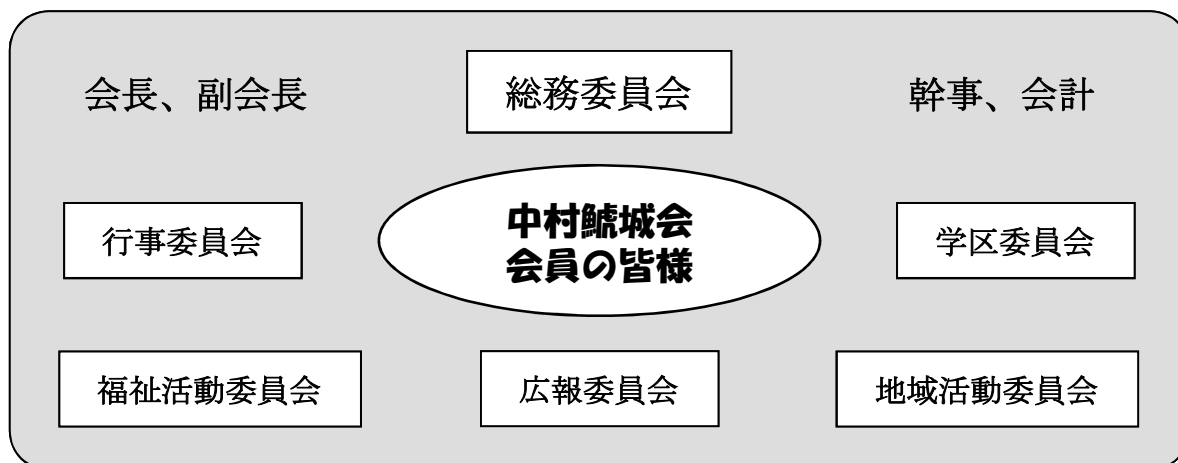 会長、副会長
総務委員会
幹事、会計
行事委員会
中村鯱城会
会員の皆様
学区委員会
福祉活動委員会
広報委員会
地域活動委員会